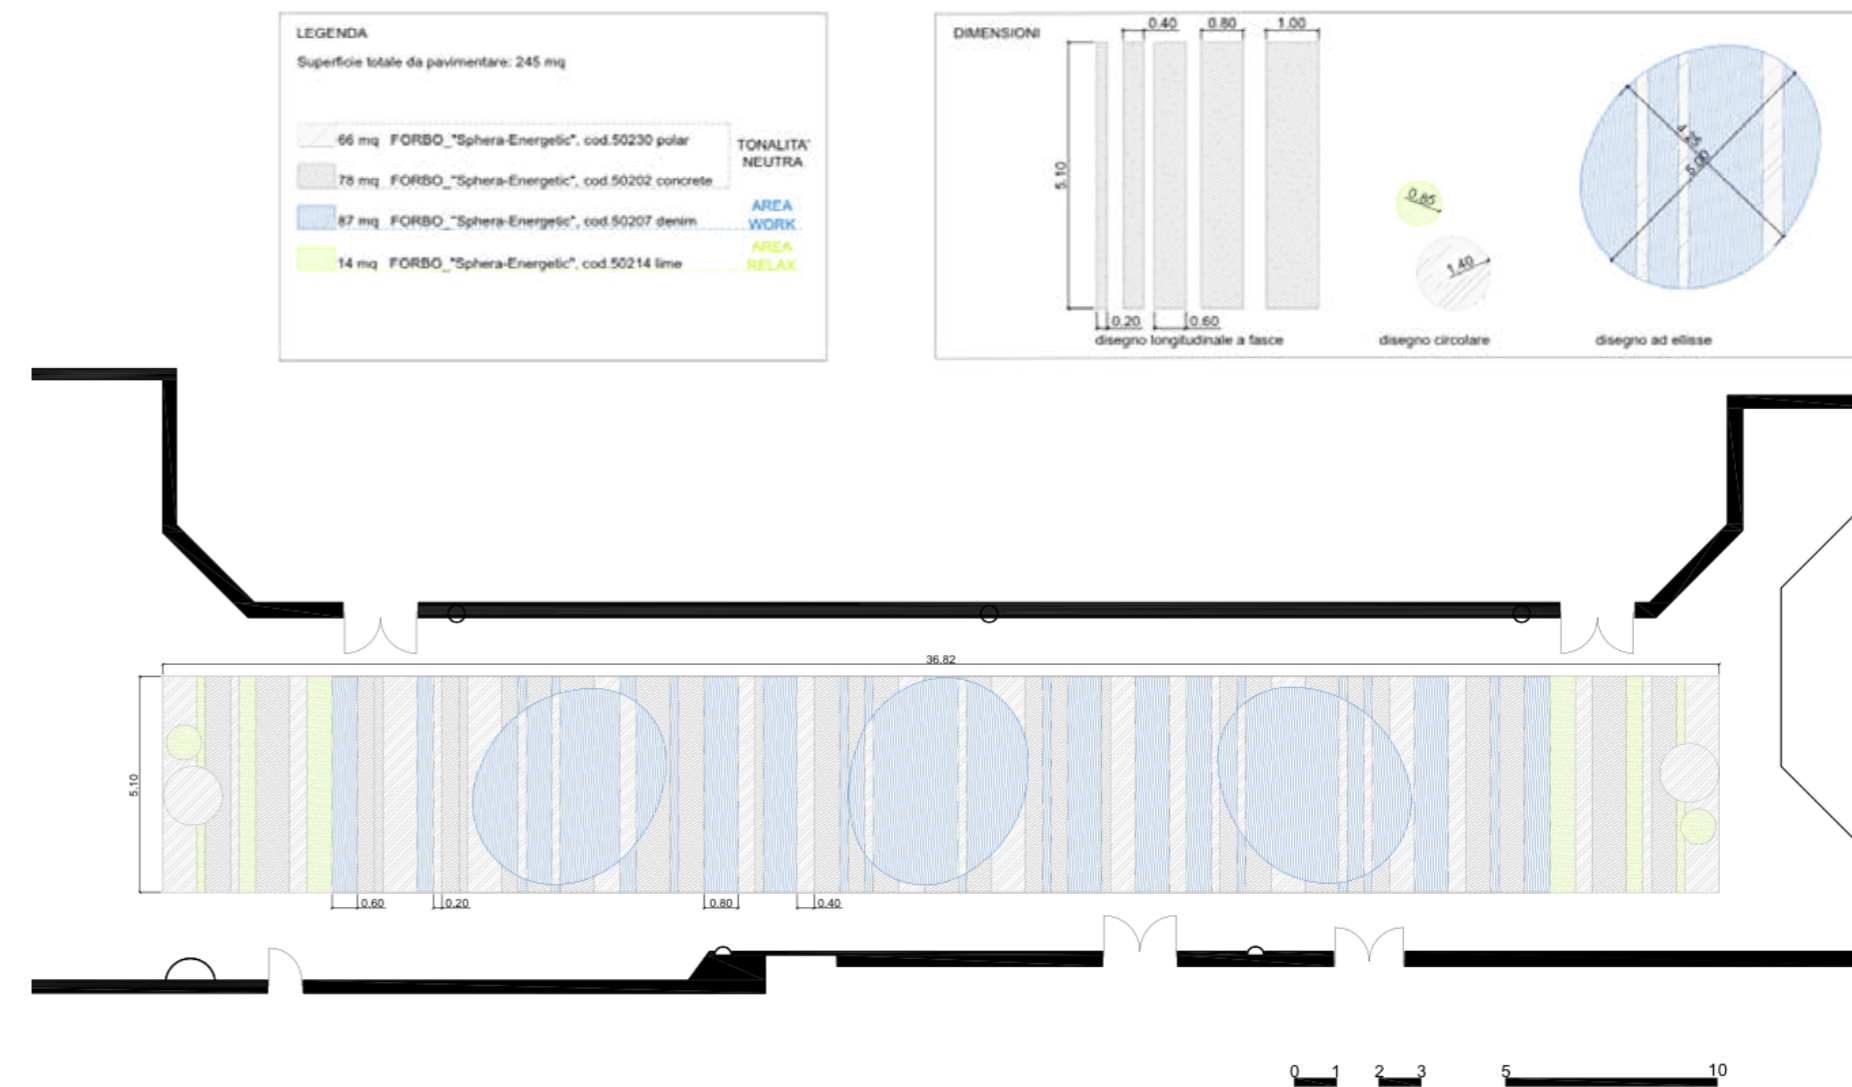 LEGENDA
Superficie totale da pavimentare: 245 mq
66 mq FORBO_"Sphera-Energetic", cod.50230 polar
78 mq FORBO_"Sphera-Energetic", cod.50202 concrete
TONALITA'
NEUTRA
87 mq FORBO_"Sphera-Energetic", cod.50207 denim
AREA
WORK
14 mq FORBO_"Sphera-Energetic", cod.50214 lime
AREA
RELAX
DIMENSIONI
0.40 0.80 1.00
5.10
0.20 0.60
disegno longitudinale a fasce
0.85
1.40
disegno circolare
4.25
5.00
disegno ad ellisse
36.82
5.10
0.60 0.20 0.80 0.40
0 1 2 3 5 10